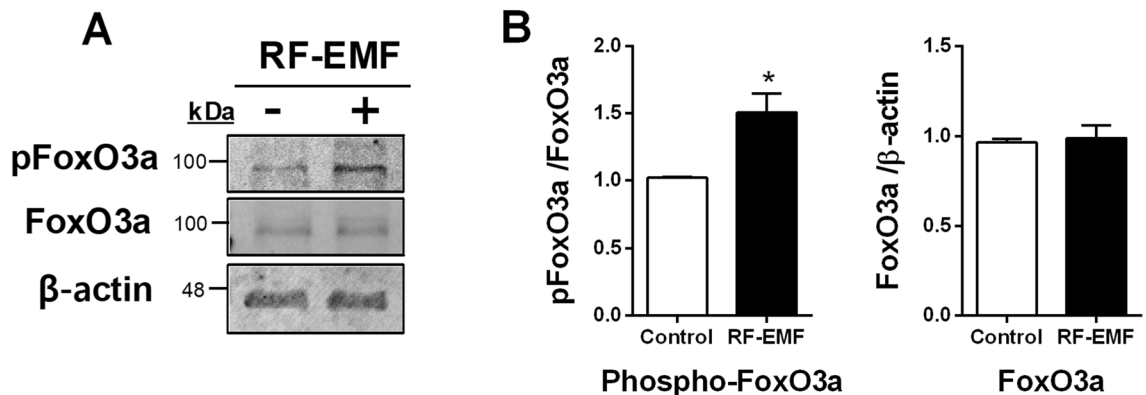 A
RF-EMF
kDa - +
pFoxO3a 100
FoxO3a 100
β-actin 48
B
pFoxO3a /FoxO3a
2.0
1.5
1.0
0.5
0.0
*
Control RF-EMF
Phospho-FoxO3a
FoxO3a /β-actin
1.5
1.0
0.5
0.0
Control RF-EMF
FoxO3a